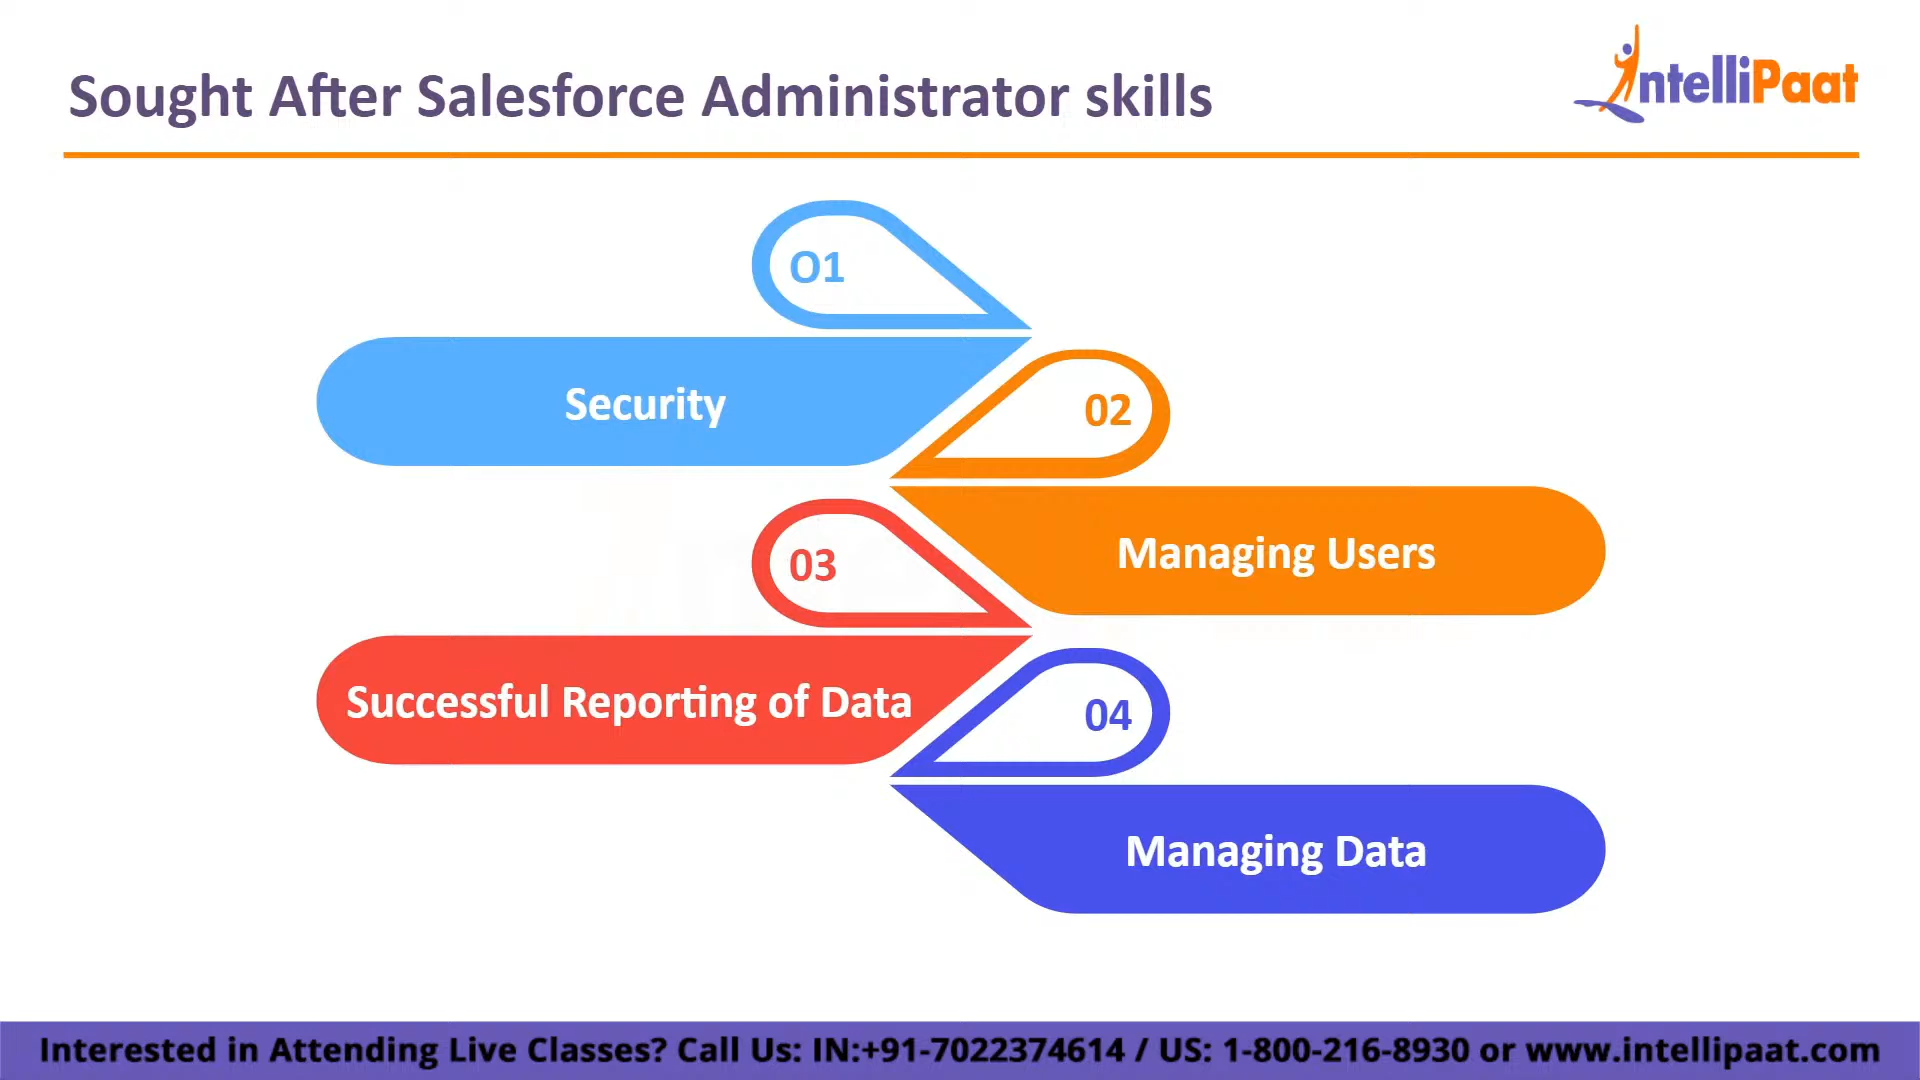 Sought After Salesforce Administrator skills
IntelliPaat
O1
Security
02
Managing Users
03
Successful Reporting of Data
04
Managing Data
Interested in Attending Live Classes? Call Us: IN:+91-7022374614 / US: 1-800-216-8930 or www.intellipaat.com